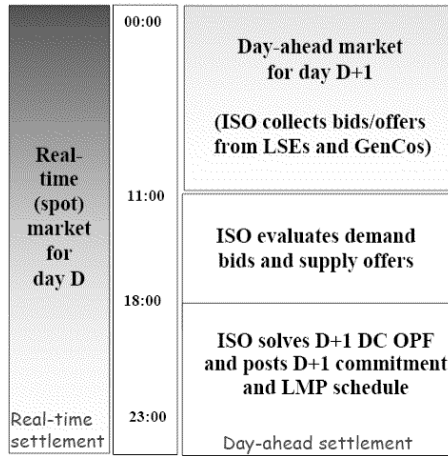 Real-
time
(spot)
market
for
day D
Real-time
settlement
00:00
11:00
18:00
23:00
Day-ahead market
for day D+1
(ISO collects bids/offers
from LSEs and GenCos)
ISO evaluates demand
bids and supply offers
ISO solves D+1 DC OPF
and posts D+1 commitment
and LMP schedule
Day-ahead settlement